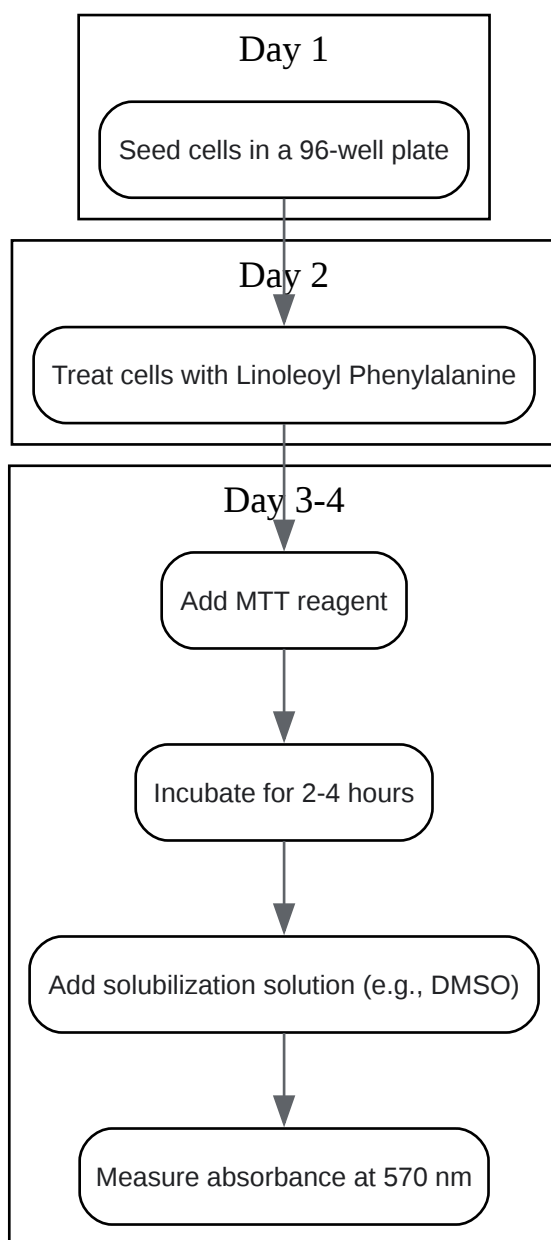 Day 1
Seed cells in a 96-well plate
Day 2
Treat cells with Linoleoyl Phenylalanine
Day 3-4
Add MTT reagent
Incubate for 2-4 hours
Add solubilization solution (e.g., DMSO)
Measure absorbance at 570 nm